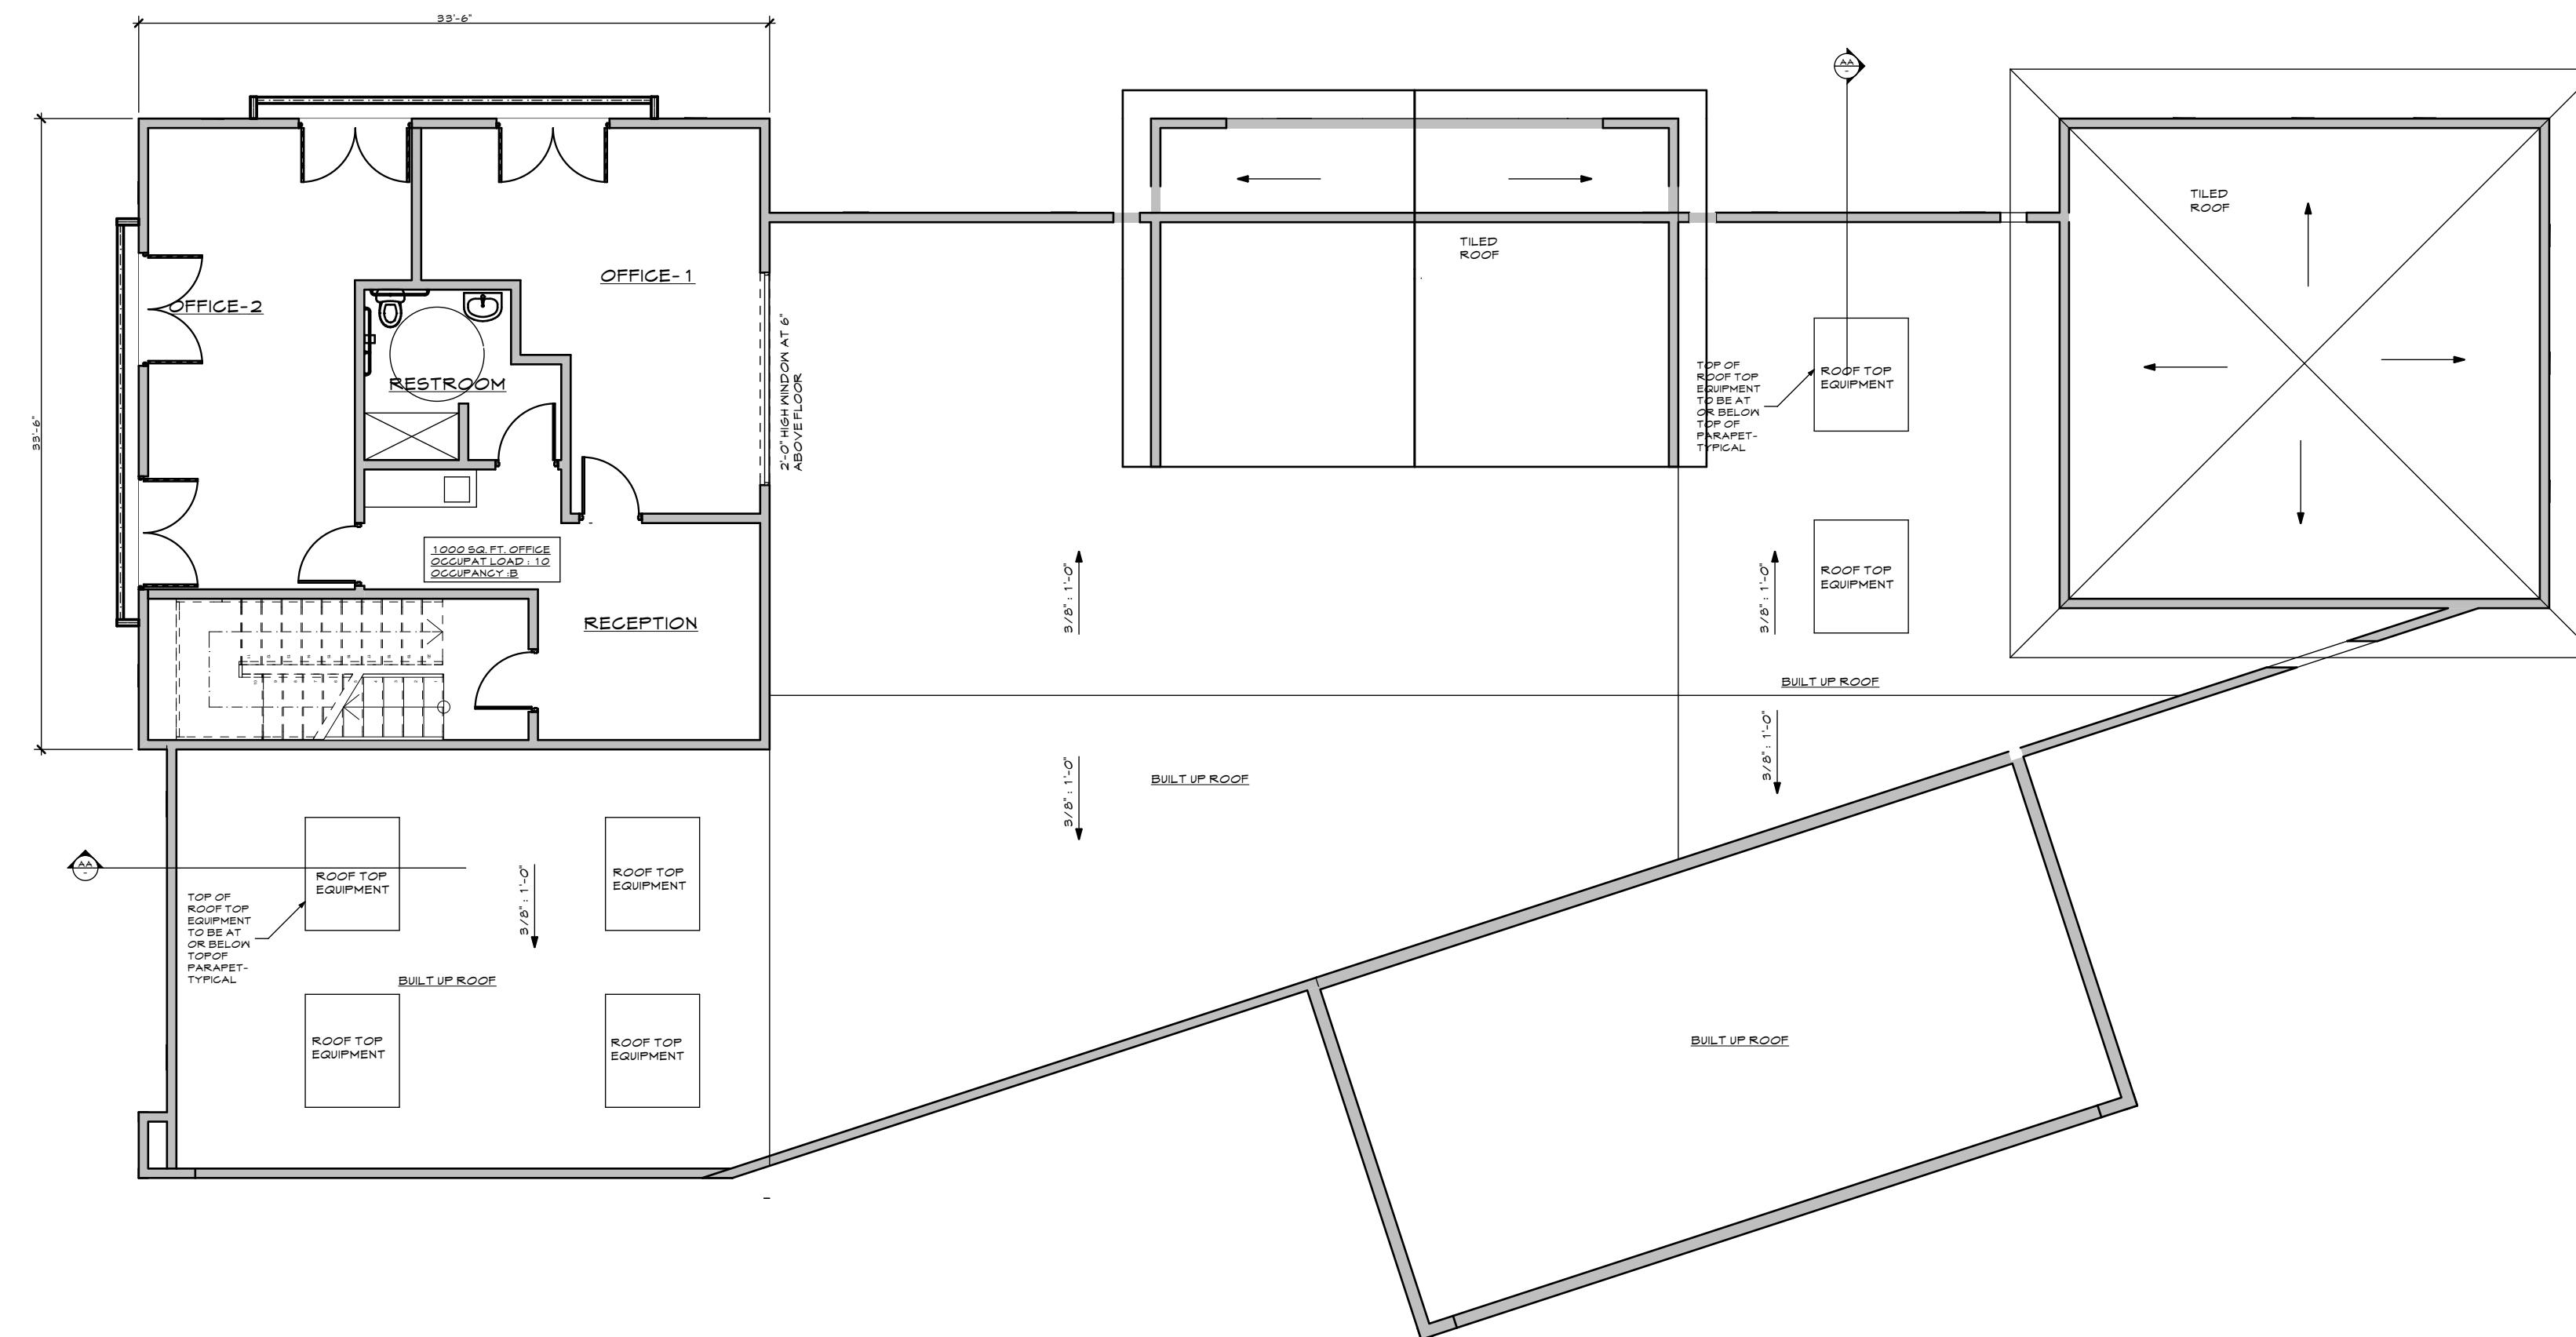 33'-6"
AA
-
TILED
ROOF
TILED
ROOF
OFFICE-1
OFFICE-2
33'-6"
2'-0" HIGH WINDOW AT 6"
ABOVE FLOOR
RESTROOM
TOP OF
ROOF TOP
EQUIPMENT
TO BE AT
OR BELOW
TOP OF
PARAPET-
TYPICAL
ROOF TOP
EQUIPMENT
1000 SQ. FT. OFFICE
OCCUPAT LOAD : 10
OCCUPANCY :B
3/8" : 1'-0"
3/8" : 1'-0"
ROOF TOP
EQUIPMENT
RECEPTION
BUILT UP ROOF
3/8" : 1'-0"
BUILT UP ROOF
3/8" : 1'-0"
AA
-
ROOF TOP
EQUIPMENT
ROOF TOP
EQUIPMENT
3/8" : 1'-0"
TOP OF
ROOF TOP
EQUIPMENT
TO BE AT
OR BELOW
TOPOF
PARAPET-
TYPICAL
BUILT UP ROOF
ROOF TOP
EQUIPMENT
ROOF TOP
EQUIPMENT
BUILT UP ROOF